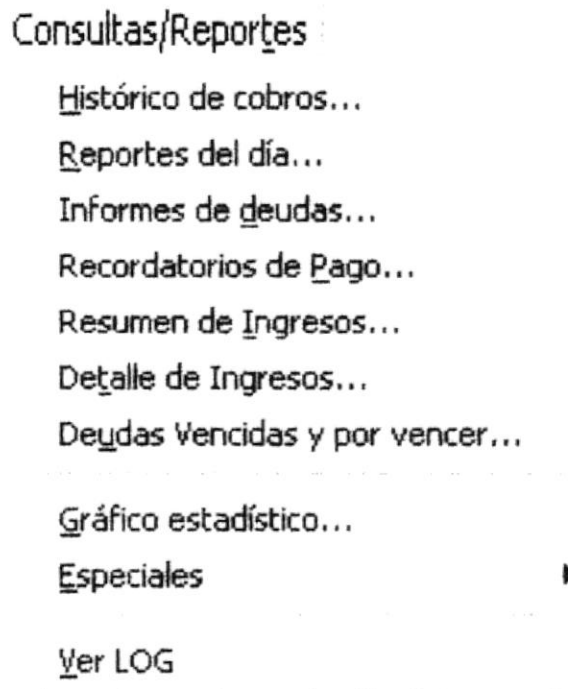 Consultas/Reportes
Histórico de cobros...
Reportes del día...
Informes de deudas...
Recordatorios de Pago...
Resumen de Ingresos...
Detalle de Ingresos...
Deudas Vencidas y por vencer...
Gráfico estadístico...
Especiales
Ver LOG